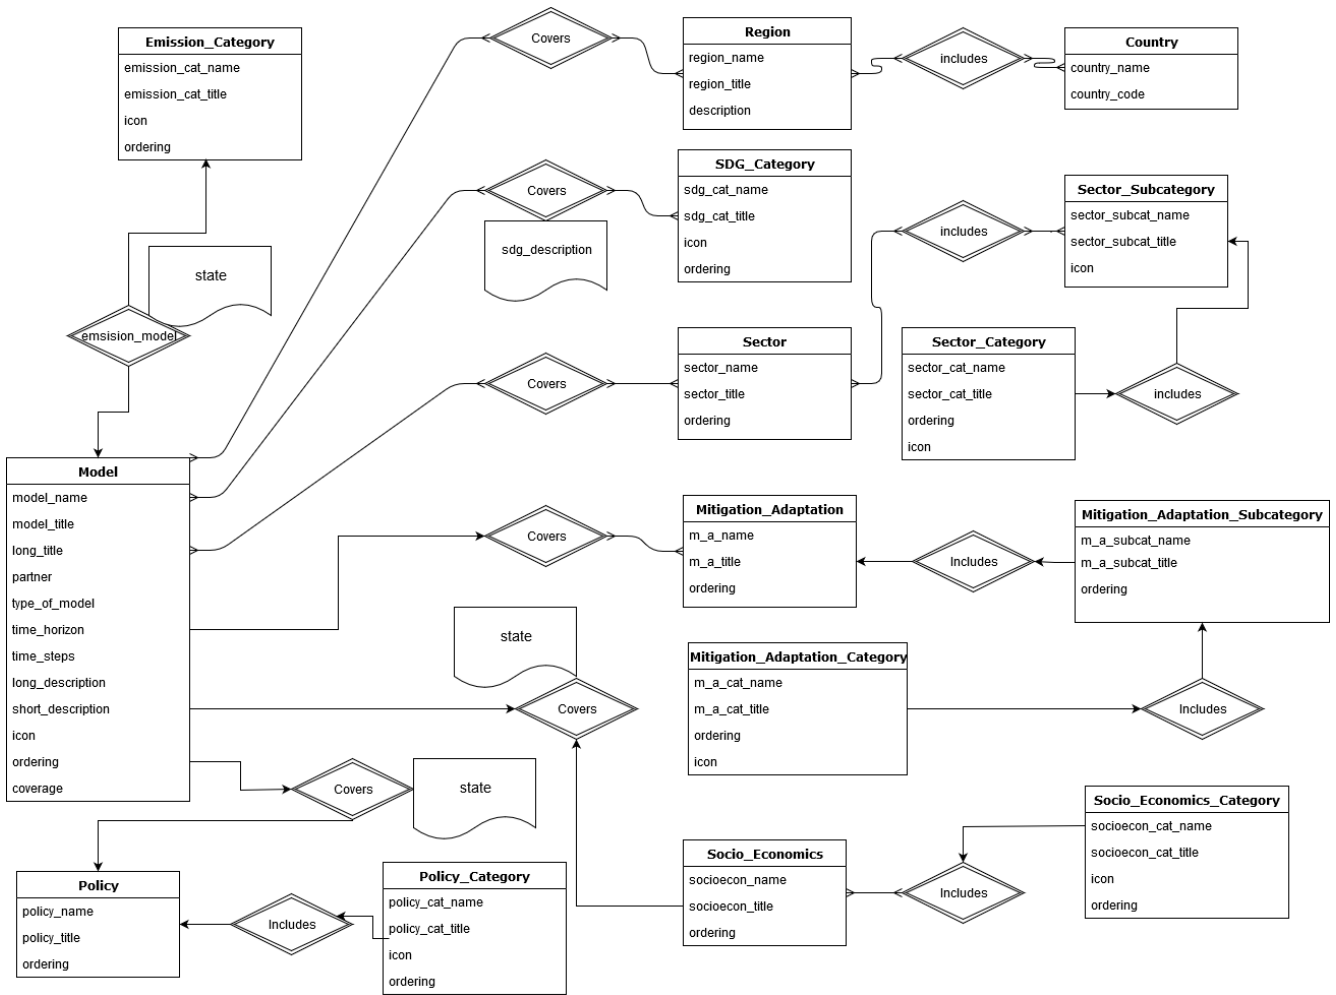 Emission_Category
emission_cat_name
emission_cat_title
icon
ordering
Covers
Region
region_name
region_title
description
includes
Country
country_name
country_code
Covers
sdg_description
SDG_Category
sdg_cat_name
sdg_cat_title
icon
ordering
includes
Sector_Subcategory
sector_subcat_name
sector_subcat_title
icon
state
emsision_model
Covers
Sector
sector_name
sector_title
ordering
Sector_Category
sector_cat_name
sector_cat_title
ordering
icon
includes
Model
model_name
model_title
long_title
partner
type_of_model
time_horizon
time_steps
long_description
short_description
icon
ordering
coverage
Covers
Mitigation_Adaptation
m_a_name
m_a_title
ordering
Includes
Mitigation_Adaptation_Subcategory
m_a_subcat_name
m_a_subcat_title
ordering
state
Covers
Mitigation_Adaptation_Category
m_a_cat_name
m_a_cat_title
ordering
icon
Includes
Covers
state
Socio_Economics
socioecon_name
socioecon_title
ordering
Includes
Socio_Economics_Category
socioecon_cat_name
socioecon_cat_title
icon
ordering
Policy
policy_name
policy_title
ordering
Includes
Policy_Category
policy_cat_name
policy_cat_title
icon
ordering